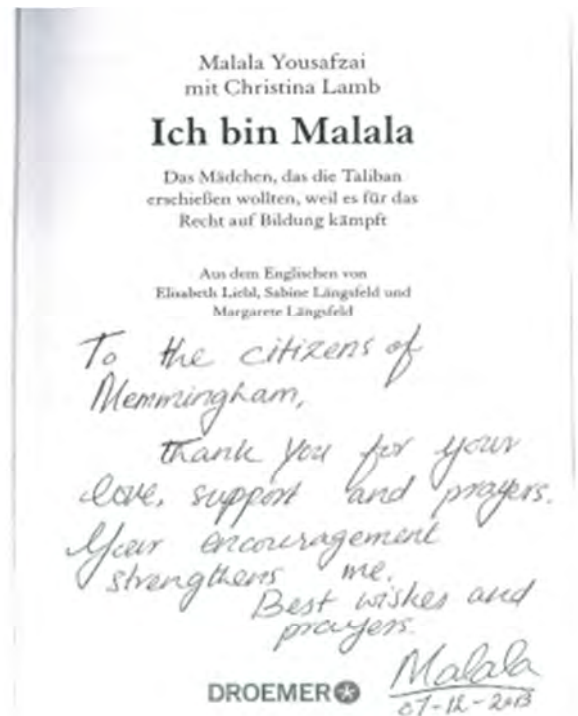 Malala Yousafzai
mit Christina Lamb
Ich bin Malala
Das Mädchen, das die Taliban
erschießen wollten, weil es für das
Recht auf Bildung kämpft
Aus dem Englischen von
Elisabeth Liebl, Sabine Längsfeld und
Margarete Längsfeld
To the citizens of
Memmingham,
thank you for your
love, support and prayers.
Your encouragement
strengthens me.
Best wishes and
prayers.
Malala
07-12-2013
DROEMER